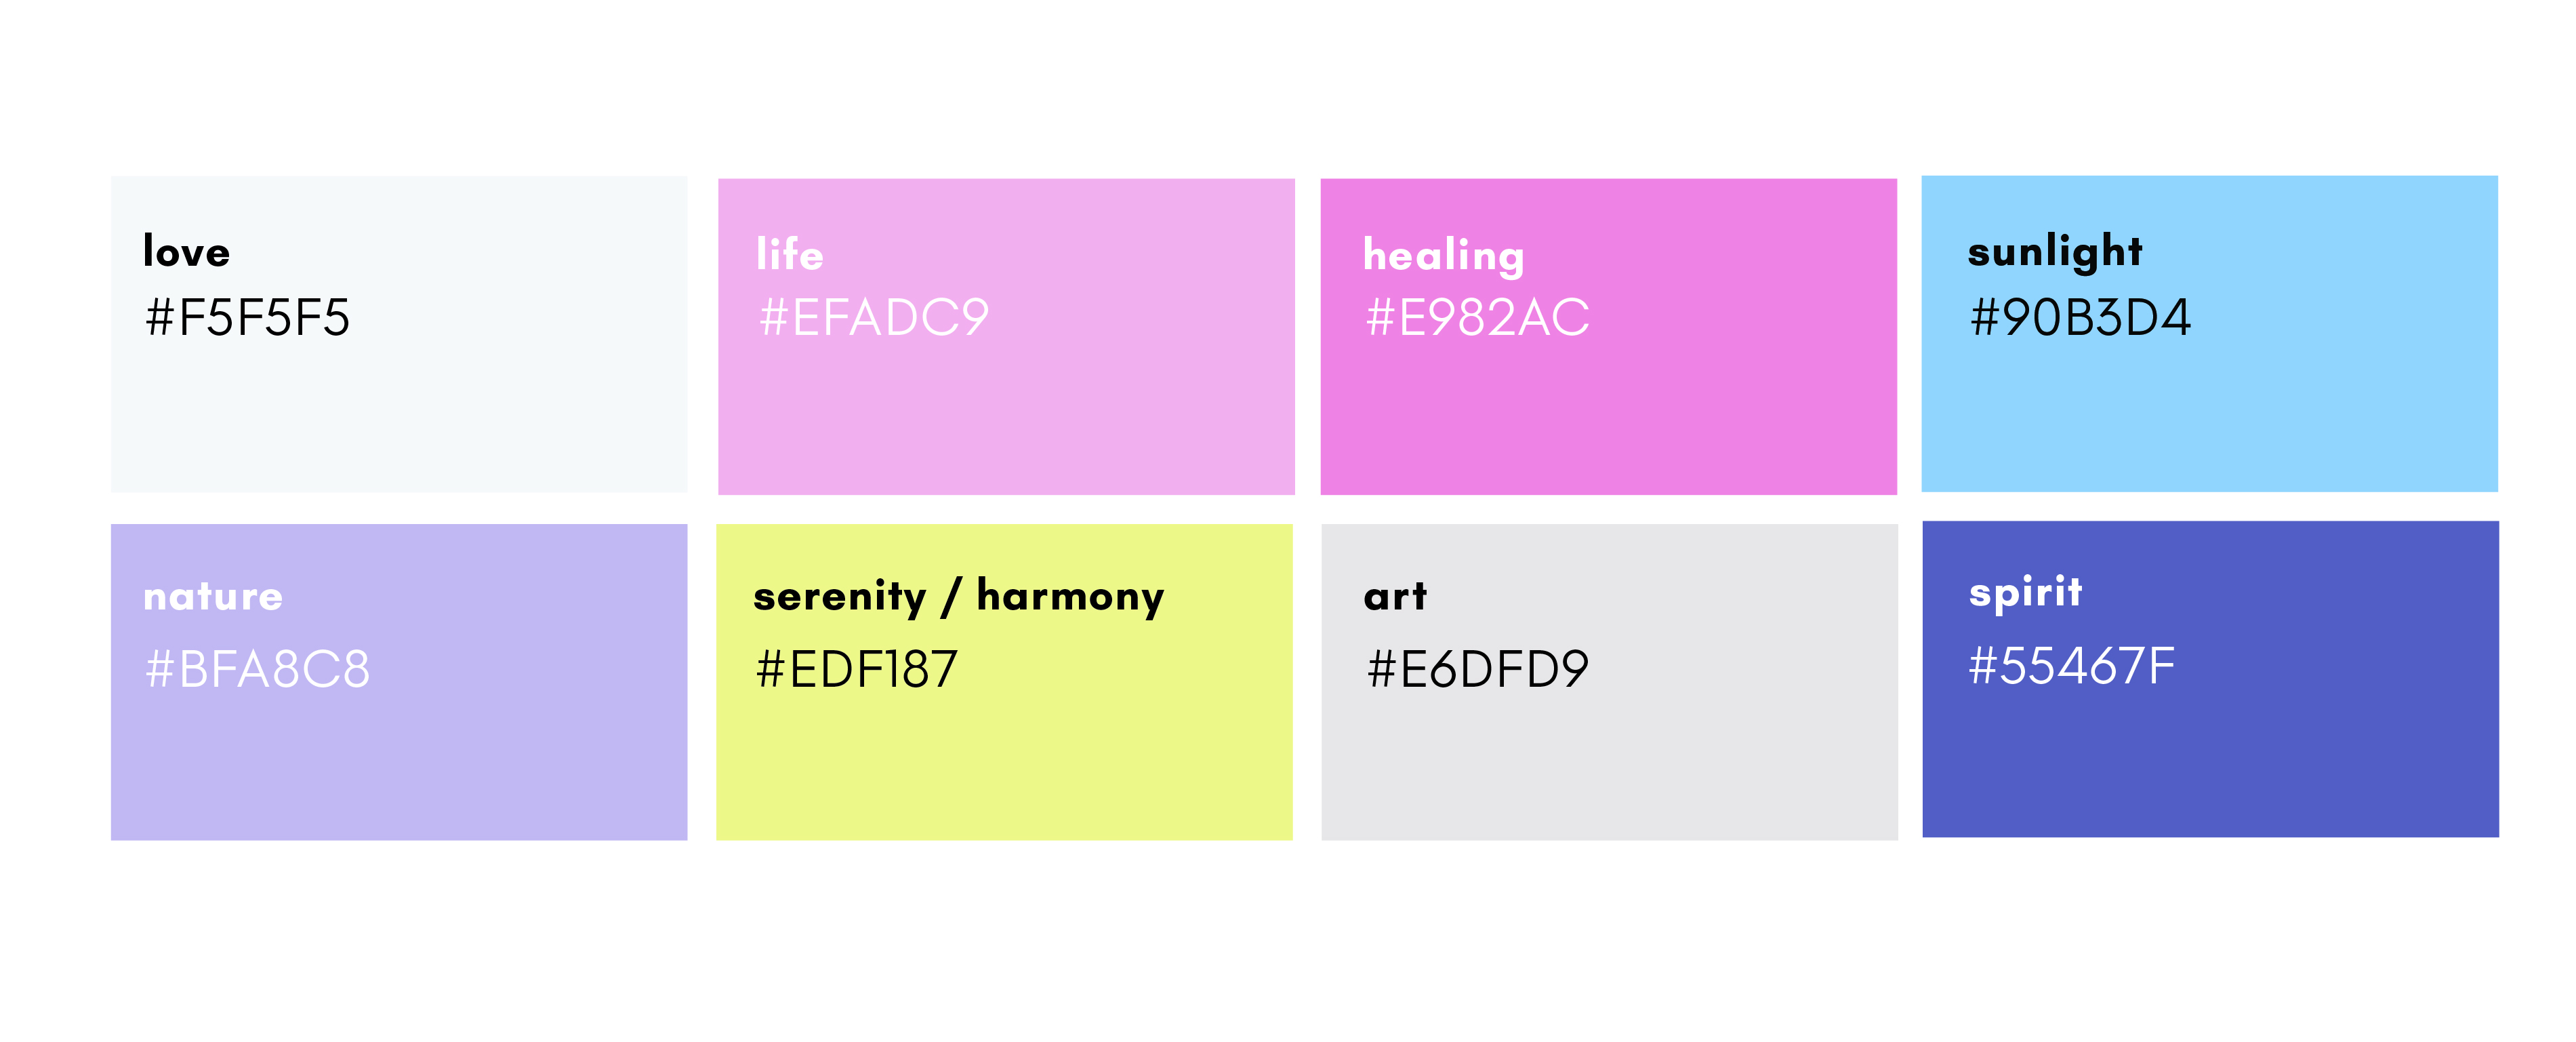 love
#F5F5F5
life
#EFADC9
healing
#E982AC
sunlight
#90B3D4
nature
#BFA8C8
serenity / harmony
#EDF187
art
#E6DFD9
spirit
#55467F